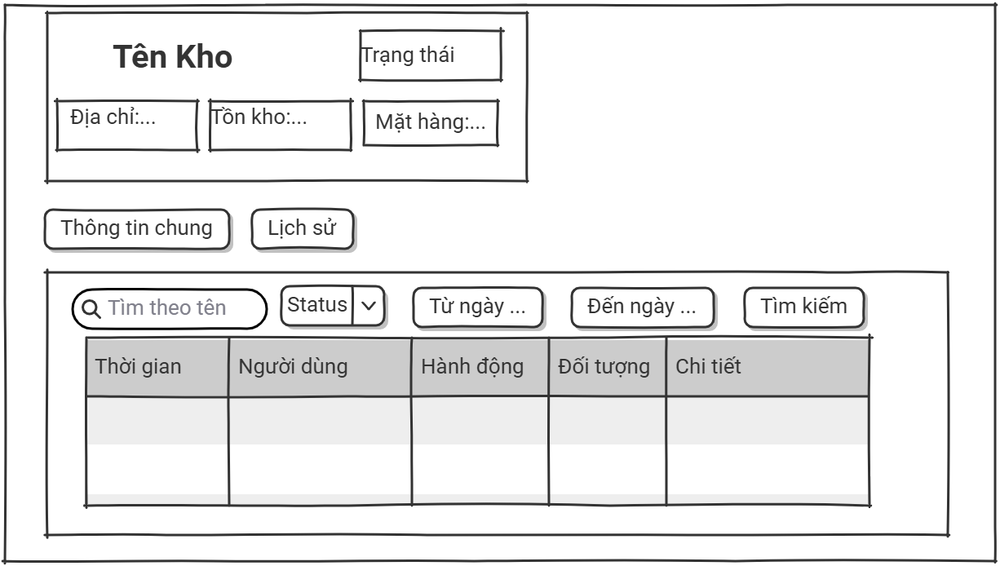 Tên Kho
Trạng thái
Địa chỉ:...
Tồn kho:...
Mặt hàng:...
Thông tin chung
Lịch sử
Tìm theo tên
Status
Từ ngày ...
Đến ngày ...
Tìm kiếm
Thời gian
Người dùng
Hành động
Đối tượng
Chi tiết